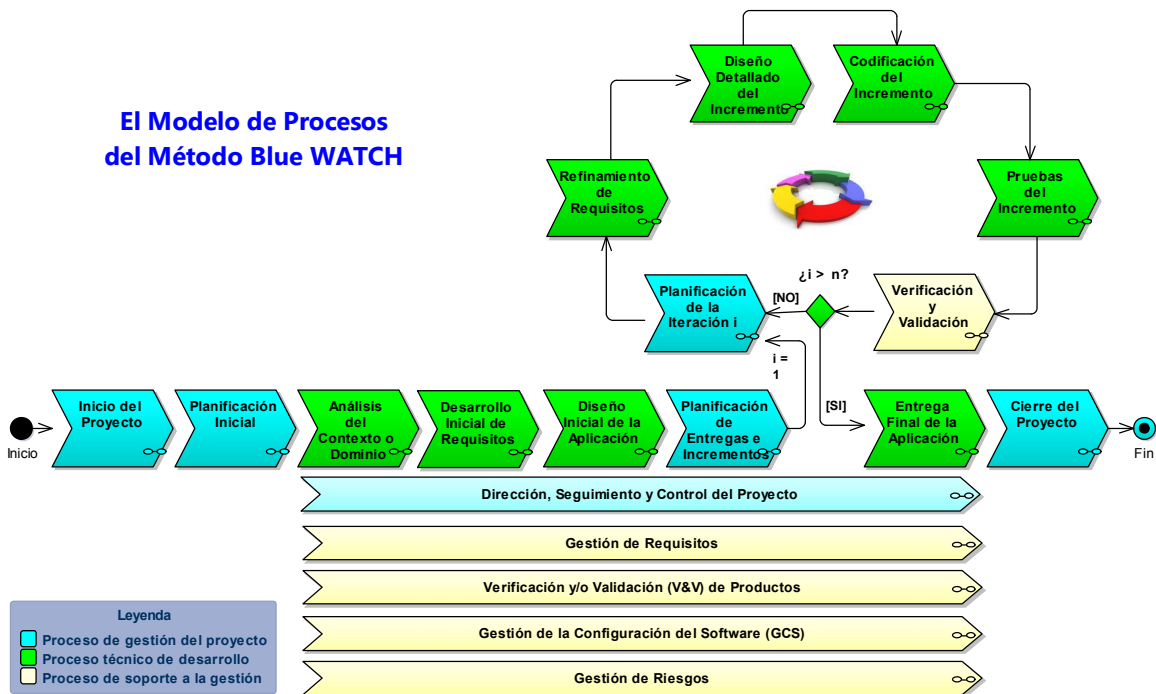 El Modelo de Procesos
del Método Blue WATCH
Diseño
Detallado
del
Incremento
Codificación
del
Incremento
Refinamiento
de
Requisitos
Pruebas
del
Incremento
Planificación
de la
Iteración i
[NO]
¿i > n?
Verificación
y
Validación
i =
1
[SI]
Inicio
Inicio del
Proyecto
Planificación
Inicial
Análisis
del
Contexto o
Dominio
Desarrollo
Inicial de
Requisitos
Diseño
Inicial de la
Aplicación
Planificación
de
Entregas e
Incrementos
Entrega
Final de la
Aplicación
Cierre del
Proyecto
Fin
Dirección, Seguimiento y Control del Proyecto
Gestión de Requisitos
Verificación y/o Validación (V&V) de Productos
Gestión de la Configuración del Software (GCS)
Gestión de Riesgos
Leyenda
Proceso de gestión del proyecto
Proceso técnico de desarrollo
Proceso de soporte a la gestión